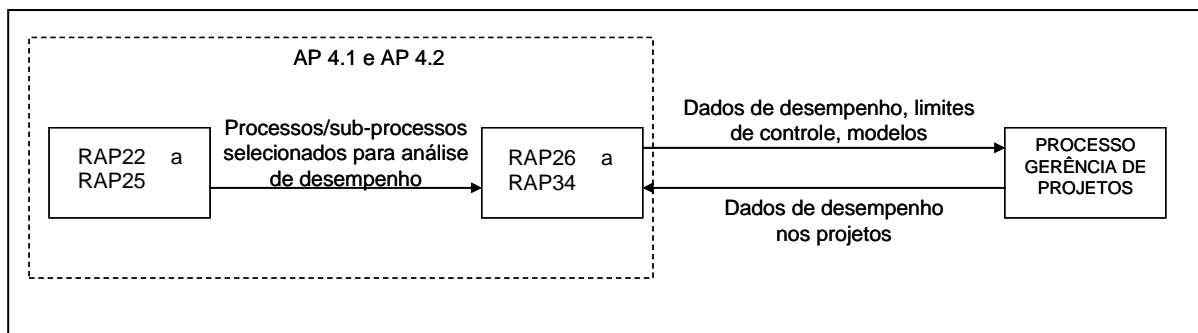 AP 4.1 e AP 4.2
RAP22 a
RAP25
Processos/sub-processos
selecionados para análise
de desempenho
RAP26 a
RAP34
Dados de desempenho, limites
de controle, modelos
Dados de desempenho
nos projetos
PROCESSO
GERÊNCIA DE
PROJETOS